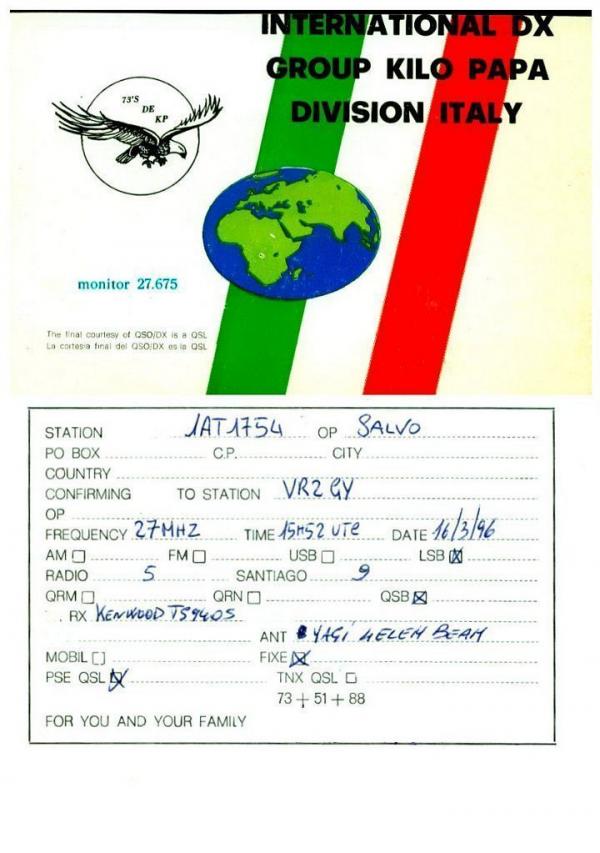 INTERNATIONAL DX
GROUP KILO PAPA
DIVISION ITALY
73'S
DE
KP
monitor 27.675
The final courtesy of QSO/DX is a QSL
La cortesia final del QSO/DX es la QSL
STATION 1AT1754 OP SALVO
PO BOX C.P. CITY
COUNTRY
CONFIRMING TO STATION VR2GY
OP
FREQUENCY 27MHZ TIME 15H52 UTC DATE 16/3/96
AM FM USB LSB
RADIO 5 SANTIAGO 9
QRM QRN QSB
RX KENWOOD TS940S
ANT YAGI 4ELEM BEAM
MOBIL FIXE
PSE QSL TNX QSL
73 + 51 + 88
FOR YOU AND YOUR FAMILY